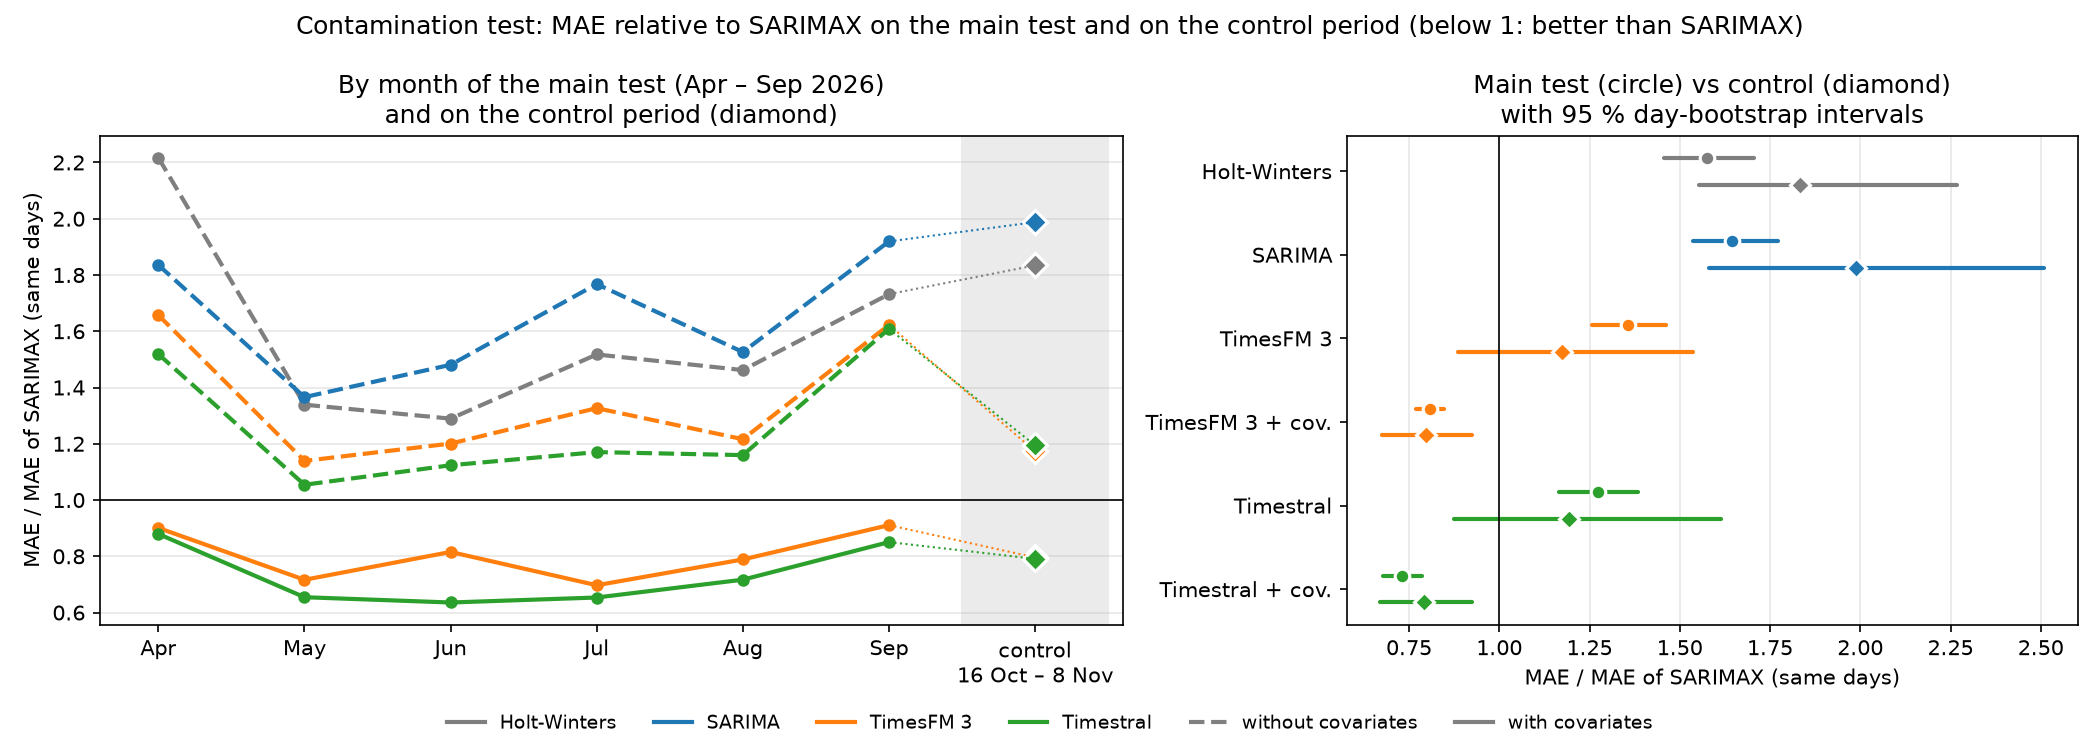 Contamination test: MAE relative to SARIMAX on the main test and on the control period (below 1: better than SARIMAX)
By month of the main test (Apr – Sep 2026)
and on the control period (diamond)
MAE / MAE of SARIMAX (same days)
2.2
2.0
1.8
1.6
1.4
1.2
1.0
0.8
0.6
Apr
May
Jun
Jul
Aug
Sep
control
16 Oct – 8 Nov
Main test (circle) vs control (diamond)
with 95 % day-bootstrap intervals
Holt-Winters
SARIMA
TimesFM 3
TimesFM 3 + cov.
Timestral
Timestral + cov.
0.75
1.00
1.25
1.50
1.75
2.00
2.25
2.50
MAE / MAE of SARIMAX (same days)
Holt-Winters
SARIMA
TimesFM 3
Timestral
without covariates
with covariates